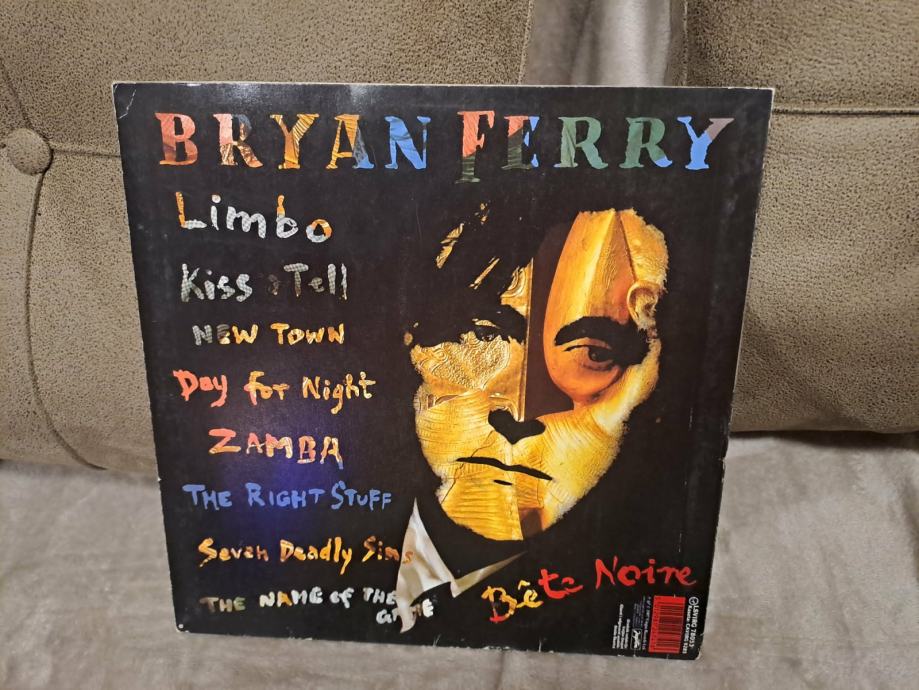 BRYAN FERRY
Limbo
Kiss & Tell
NEW TOWN
Day for Night
ZAMBA
THE RIGHT STUFF
Seven Deadly Sins
THE NAME OF THE
GAME
Bête Noire